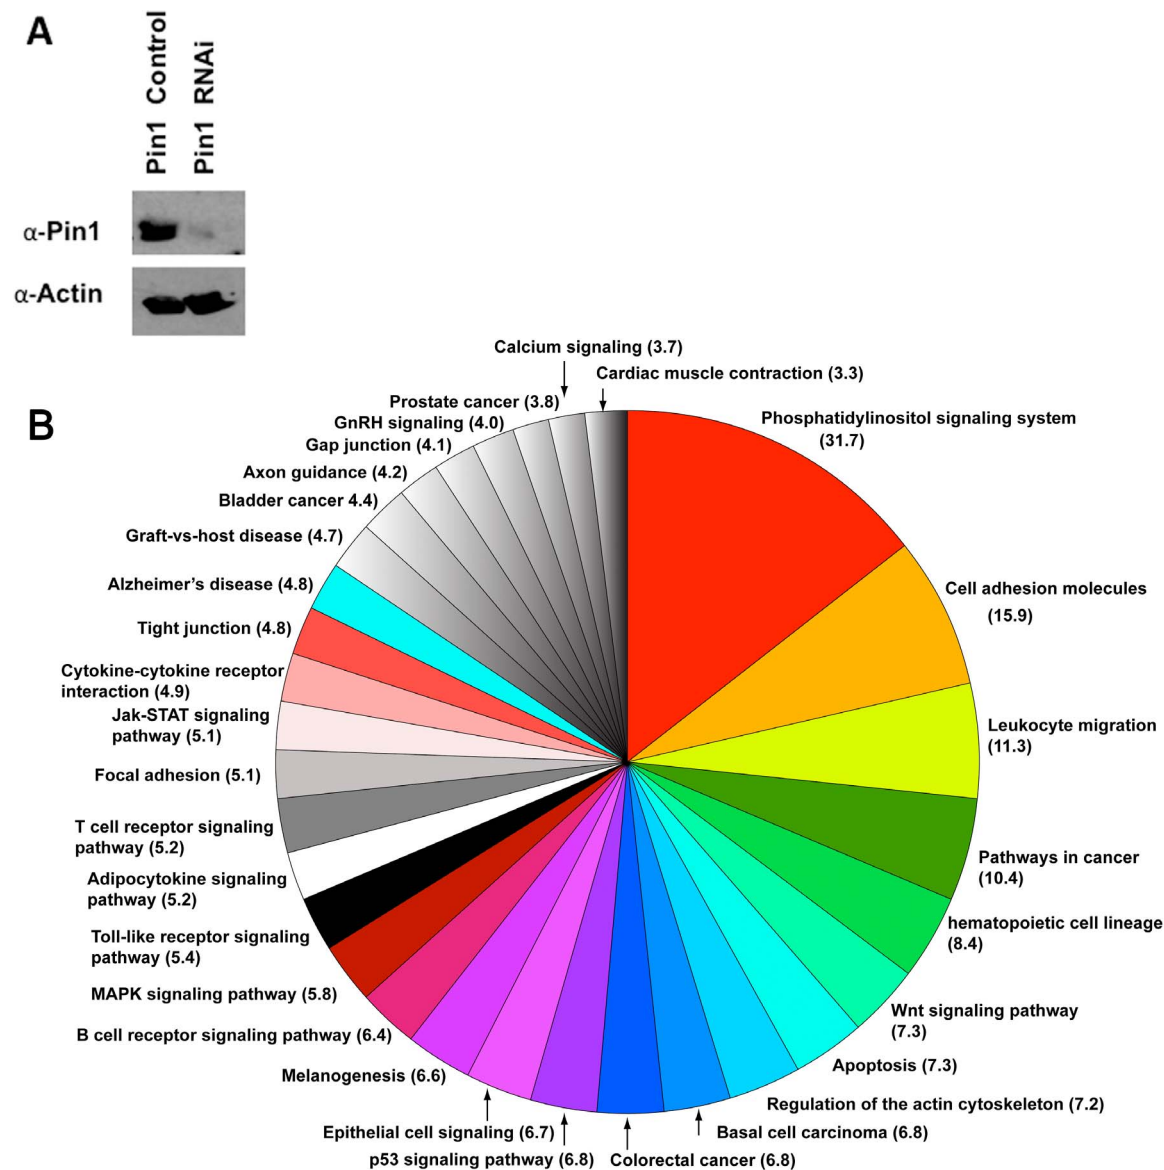 A
Pin1 Control
Pin1 RNAi
α-Pin1
α-Actin
B
Calcium signaling (3.7)
Cardiac muscle contraction (3.3)
Prostate cancer (3.8)
GnRH signaling (4.0)
Gap junction (4.1)
Axon guidance (4.2)
Bladder cancer 4.4)
Graft-vs-host disease (4.7)
Alzheimer’s disease (4.8)
Tight junction (4.8)
Cytokine-cytokine receptor
interaction (4.9)
Jak-STAT signaling
pathway (5.1)
Focal adhesion (5.1)
T cell receptor signaling
pathway (5.2)
Adipocytokine signaling
pathway (5.2)
Toll-like receptor signaling
pathway (5.4)
MAPK signaling pathway (5.8)
B cell receptor signaling pathway (6.4)
Melanogenesis (6.6)
Epithelial cell signaling (6.7)
p53 signaling pathway (6.8)
Colorectal cancer (6.8)
Basal cell carcinoma (6.8)
Regulation of the actin cytoskeleton (7.2)
Apoptosis (7.3)
Wnt signaling pathway
(7.3)
hematopoietic cell lineage
(8.4)
Pathways in cancer
(10.4)
Leukocyte migration
(11.3)
Cell adhesion molecules
(15.9)
Phosphatidylinositol signaling system
(31.7)